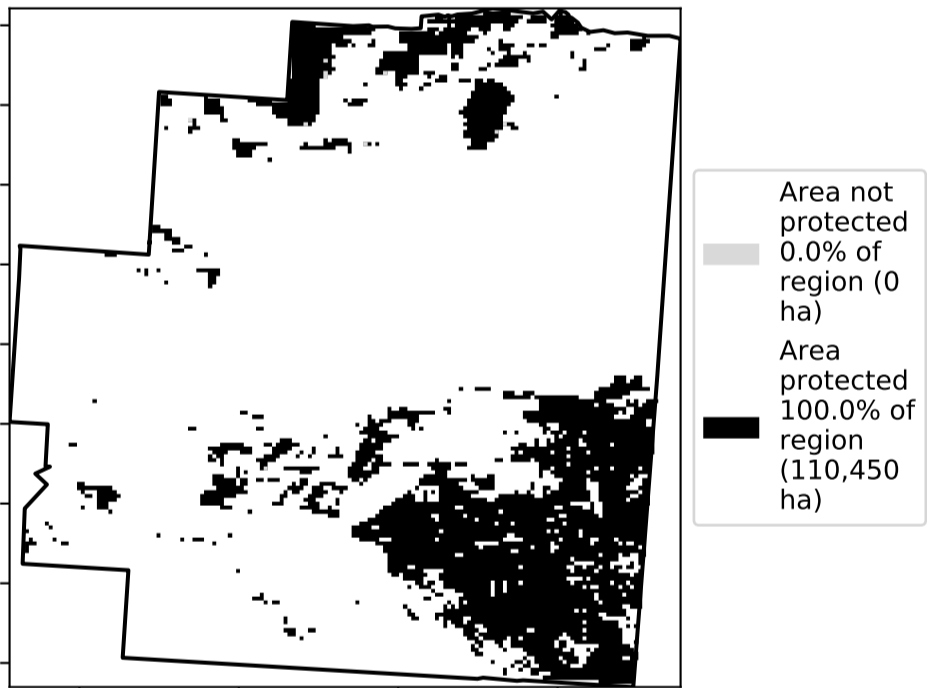 Area not
protected
0.0% of
region (0
ha)
Area
protected
100.0% of
region
(110,450
ha)